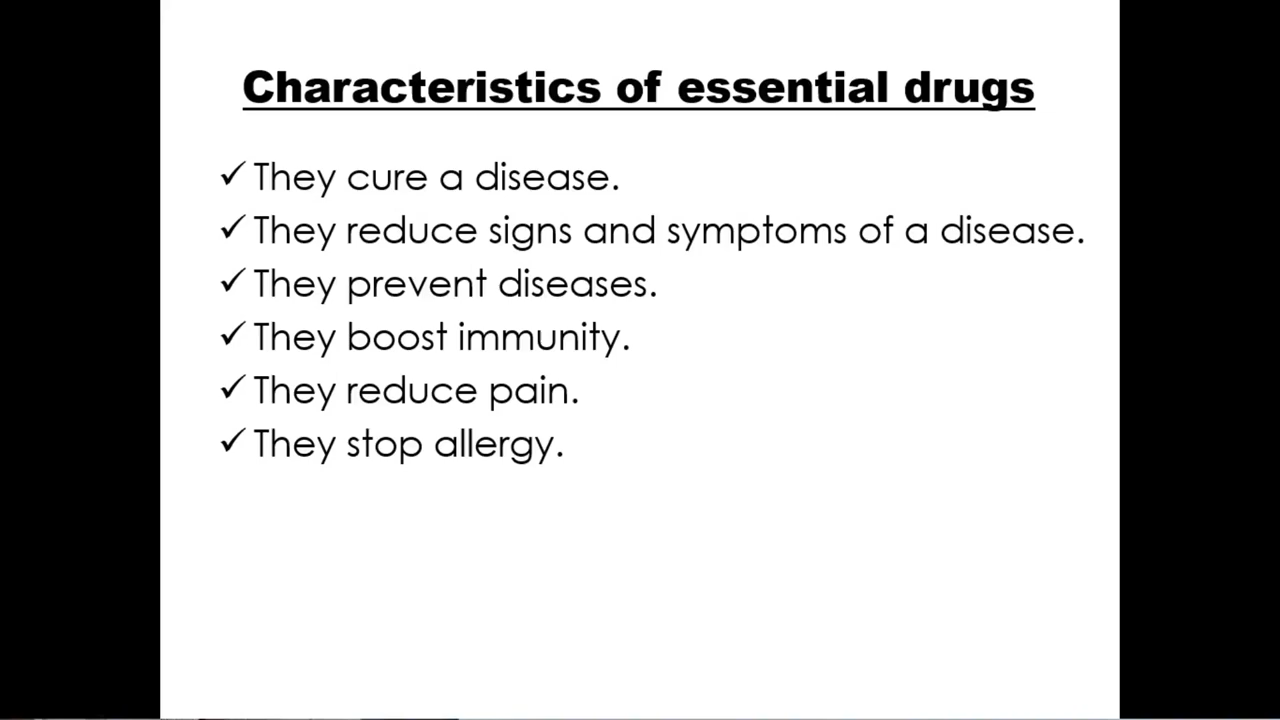 Characteristics of essential drugs
✓ They cure a disease.
✓ They reduce signs and symptoms of a disease.
✓ They prevent diseases.
✓ They boost immunity.
✓ They reduce pain.
✓ They stop allergy.